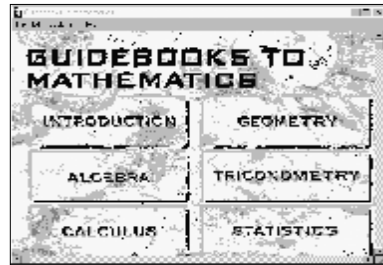 GUIDEBOOKS TO
MATHEMATICS
INTRODUCTION
GEOMETRY
ALGEBRA
TRIGONOMETRY
CALCULUS
STATISTICS